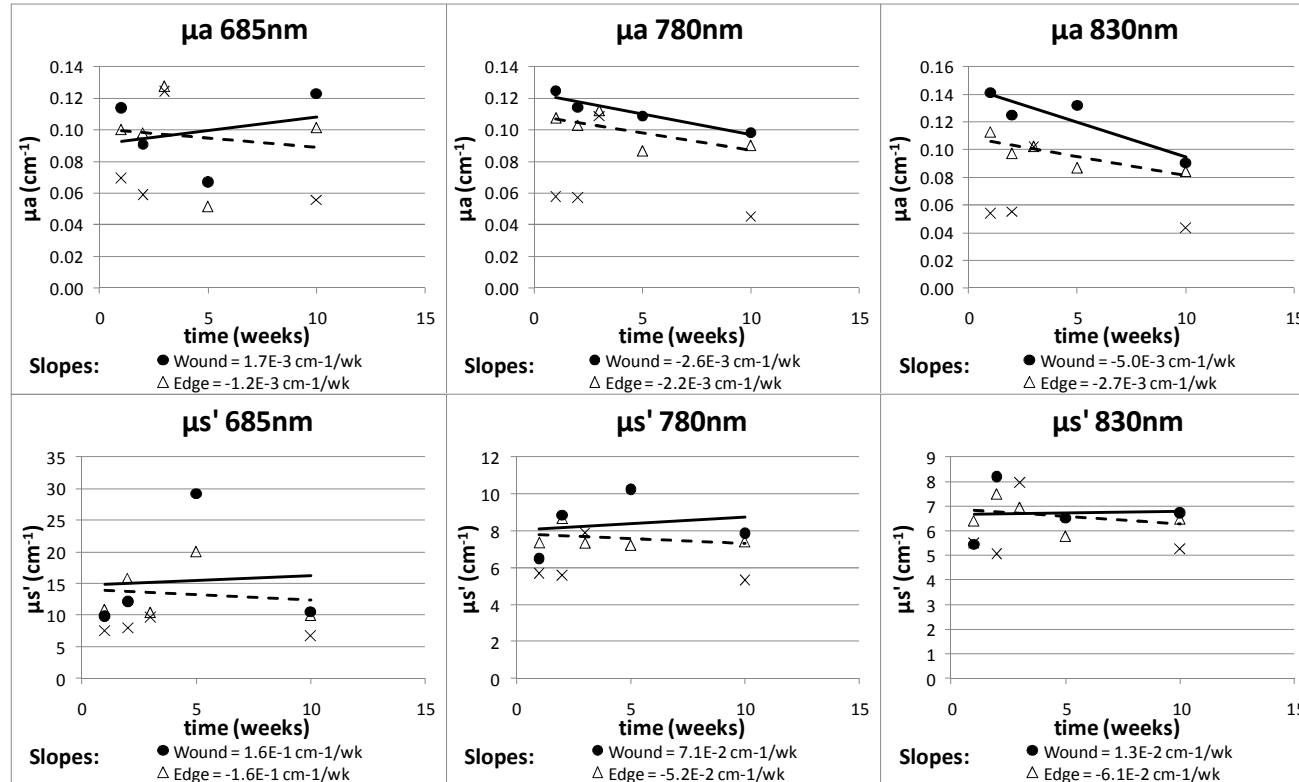 µa 685nm
0.14
0.12
0.10
0.08
0.06
0.04
0.02
0.00
µa (cm-1)
0 5 10 15
time (weeks)
Slopes:
Wound = 1.7E-3 cm-1/wk
Edge = -1.2E-3 cm-1/wk
µa 780nm
0.14
0.12
0.10
0.08
0.06
0.04
0.02
0.00
µa (cm-1)
0 5 10 15
time (weeks)
Slopes:
Wound = -2.6E-3 cm-1/wk
Edge = -2.2E-3 cm-1/wk
µa 830nm
0.16
0.14
0.12
0.10
0.08
0.06
0.04
0.02
0.00
µa (cm-1)
0 5 10 15
time (weeks)
Slopes:
Wound = -5.0E-3 cm-1/wk
Edge = -2.7E-3 cm-1/wk
µs' 685nm
35
30
25
20
15
10
5
0
µs' (cm-1)
0 5 10 15
time (weeks)
Slopes:
Wound = 1.6E-1 cm-1/wk
Edge = -1.6E-1 cm-1/wk
µs' 780nm
12
10
8
6
4
2
0
µs' (cm-1)
0 5 10 15
time (weeks)
Slopes:
Wound = 7.1E-2 cm-1/wk
Edge = -5.2E-2 cm-1/wk
µs' 830nm
9
8
7
6
5
4
3
2
1
0
µs' (cm-1)
0 5 10 15
time (weeks)
Slopes:
Wound = 1.3E-2 cm-1/wk
Edge = -6.1E-2 cm-1/wk